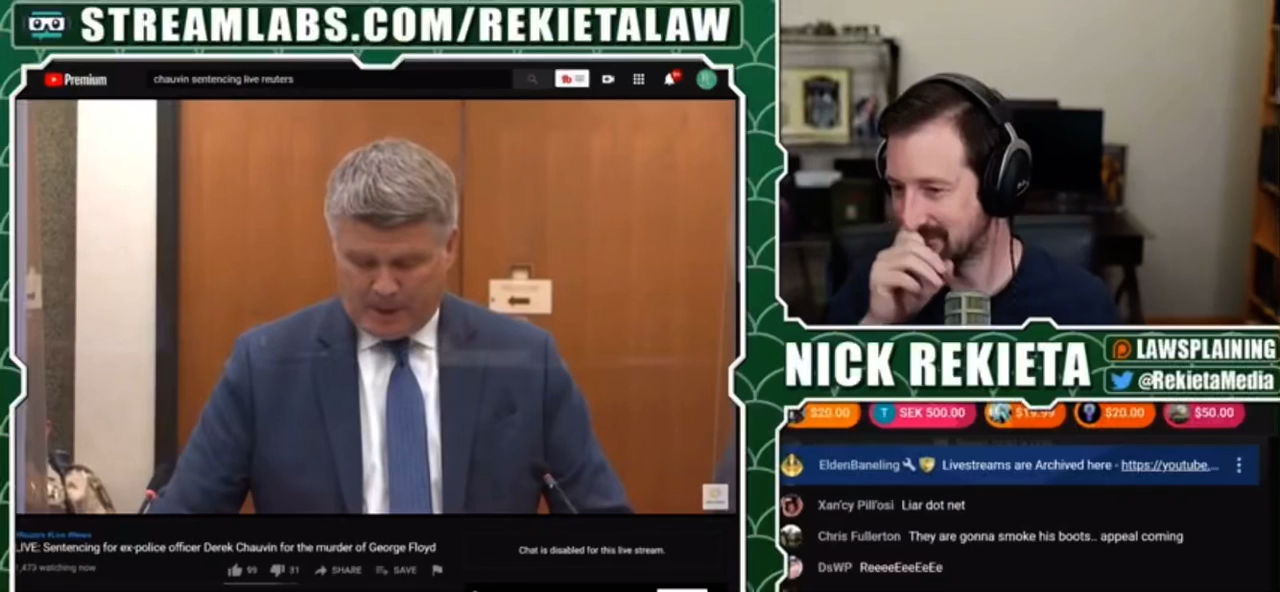 STREAMLABS.COM/REKIETALAW
Premium
chauvin sentencing live reuters
#Live #News
LIVE: Sentencing for ex-police officer Derek Chauvin for the murder of George Floyd
,473 watching now
99
31
SHARE
SAVE
Chat is disabled for this live stream.
NICK REKIETA
LAWSPLAINING
@RekietaMedia
$20.00
T SEK 500.00
$19.99
$20.00
$50.00
EldenBaneling Livestreams are Archived here - https://youtube...
Xan'cy Pill'osi Liar dot net
Chris Fullerton They are gonna smoke his boots.. appeal coming
DsWP ReeeeEeeEeEe